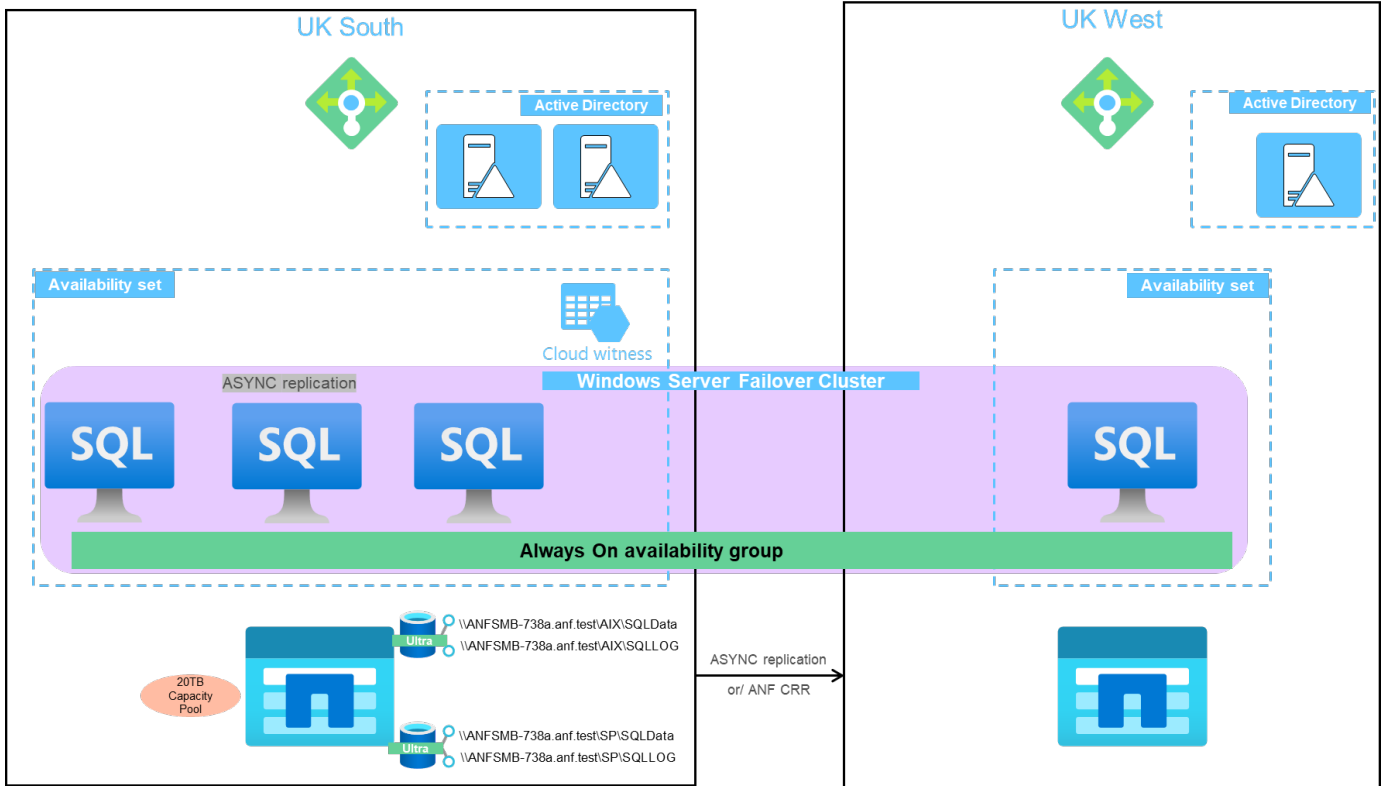 UK South
UK West
Active Directory
Active Directory
Availability set
Availability set
Cloud witness
ASYNC replication
Windows Server Failover Cluster
SQL
SQL
SQL
SQL
Always On availability group
Ultra
\\ANFSMB-738a.anf.test\AIX\SQLData
\\ANFSMB-738a.anf.test\AIX\SQLLOG
20TB
Capacity
Pool
ASYNC replication
or/ ANF CRR
Ultra
\\ANFSMB-738a.anf.test\SP\SQLData
\\ANFSMB-738a.anf.test\SP\SQLLOG